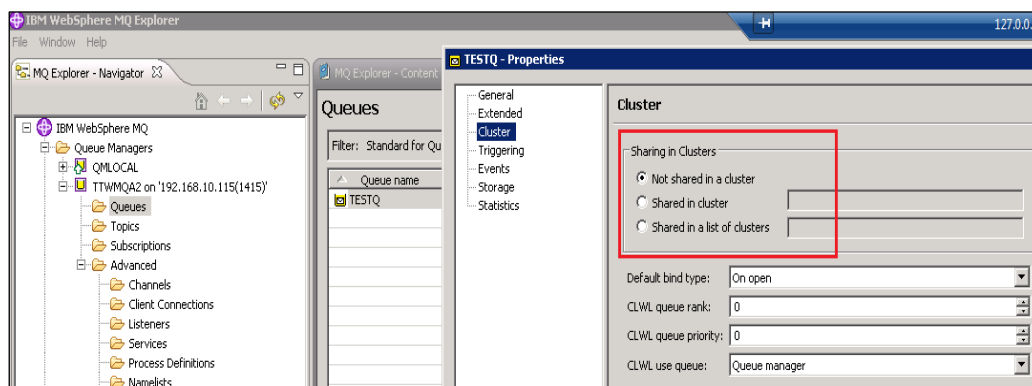 IBM WebSphere MQ Explorer
127.0.0.
File Window Help
MQ Explorer - Navigator
MQ Explorer - Content
TESTQ - Properties
IBM WebSphere MQ
Queue Managers
QMLOCAL
TTWMQA2 on '192.168.10.115(1415)'
Queues
Topics
Subscriptions
Advanced
Channels
Client Connections
Listeners
Services
Process Definitions
Namelists
Queues
Filter: Standard for Qu
Queue name
TESTQ
General
Extended
Cluster
Triggering
Events
Storage
Statistics
Cluster
Sharing in Clusters
Not shared in a cluster
Shared in cluster
Shared in a list of clusters
Default bind type: On open
CLWL queue rank: 0
CLWL queue priority: 0
CLWL use queue: Queue manager